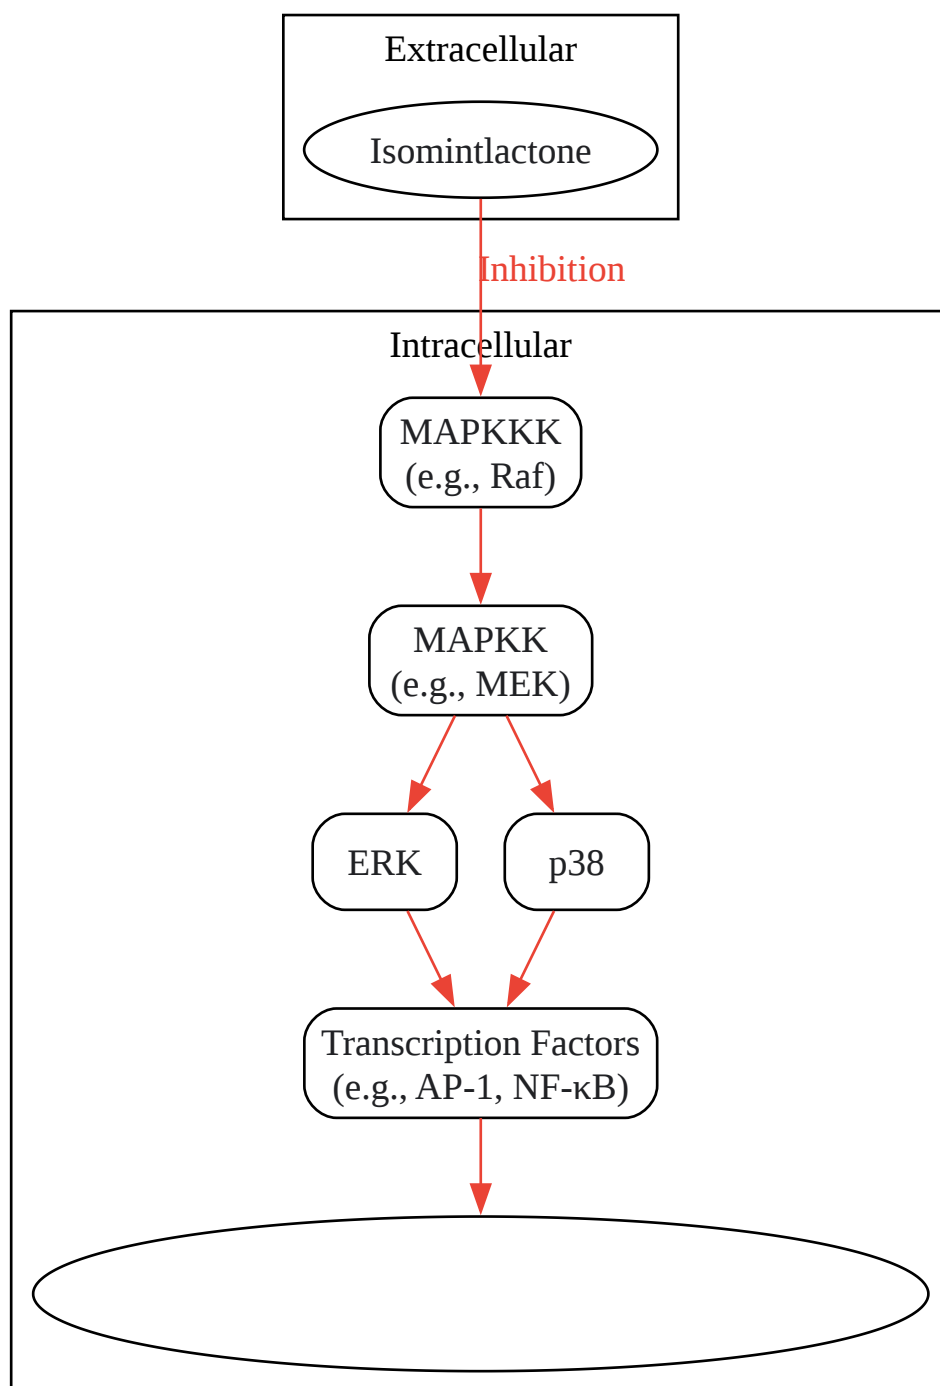 Extracellular
Isomintlactone
Inhibition
Intracellular
MAPKKK
(e.g., Raf)
MAPKK
(e.g., MEK)
ERK
p38
Transcription Factors
(e.g., AP-1, NF-κB)